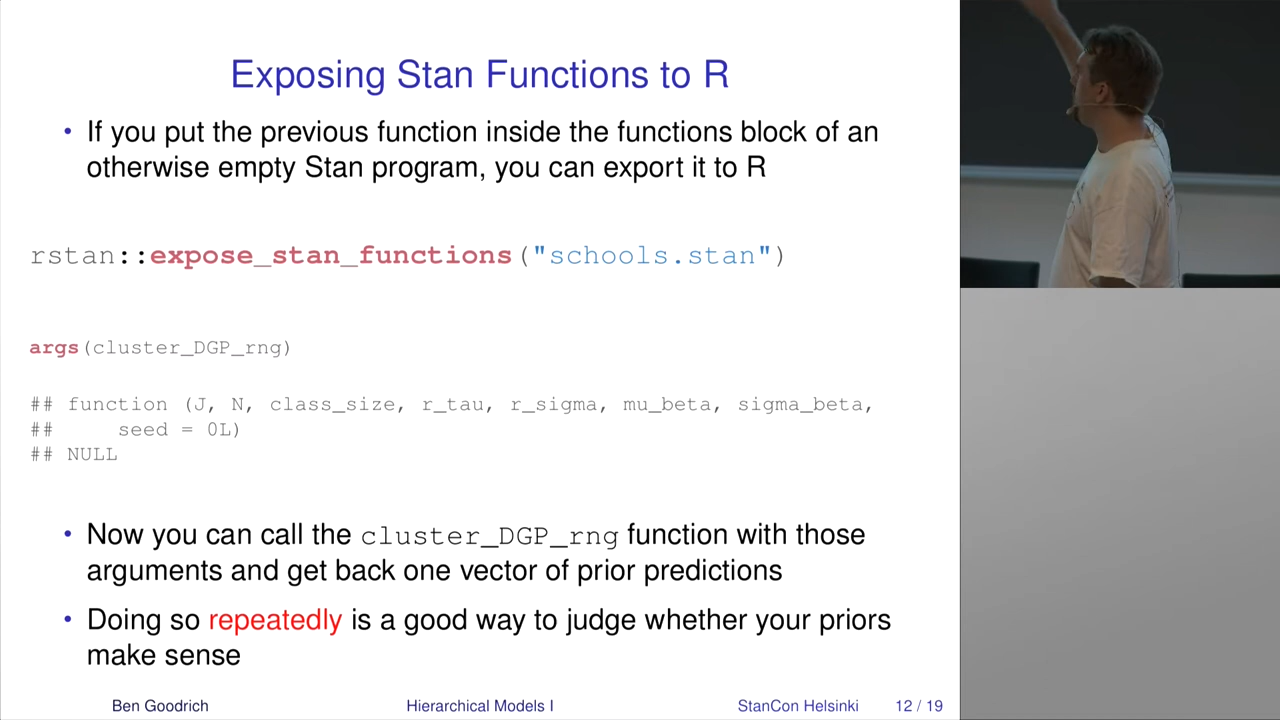 Exposing Stan Functions to R
• If you put the previous function inside the functions block of an
otherwise empty Stan program, you can export it to R
rstan::expose_stan_functions("schools.stan")
args(cluster_DGP_rng)
## function (J, N, class_size, r_tau, r_sigma, mu_beta, sigma_beta,
##     seed = 0L)
## NULL
• Now you can call the cluster_DGP_rng function with those
arguments and get back one vector of prior predictions
• Doing so repeatedly is a good way to judge whether your priors
make sense
Ben Goodrich Hierarchical Models I StanCon Helsinki 12 / 19